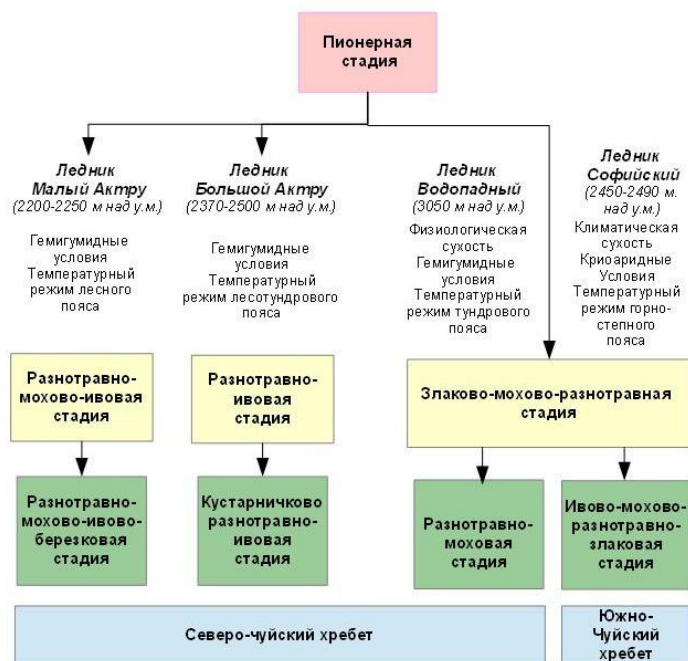 Пионерная
стадия
Ледник
Малый Актру
(2200-2250 м над у.м.)
Гемигумидные
условия
Температурный
режим лесного
пояса
Ледник
Большой Актру
(2370-2500 м над у.м.)
Гемигумидные
условия
Температурный
режим лесотундрового
пояса
Ледник
Водопадный
(3050 м над у.м.)
Физиологическая
сухость
Гемигумидные
условия
Температурный
режим тундрового
пояса
Ледник
Софийский
(2450-2490 м.
над у.м.)
Климатическая
сухость
Криоаридные
Условия
Температурный
режим горно-
степного
пояса
Разнотравно-
мохово-ивовая
стадия
Разнотравно-
ивовая
стадия
Злаково-мохово-разнотравная
стадия
Разнотравно-
мохово-ивово-
березковая
стадия
Кустарничково
разнотравно-
ивовая
стадия
Разнотравно-
моховая
стадия
Ивово-мохово-
разнотравно-
злаковая
стадия
Северо-чуйский хребет
Южно-
Чуйский
хребет